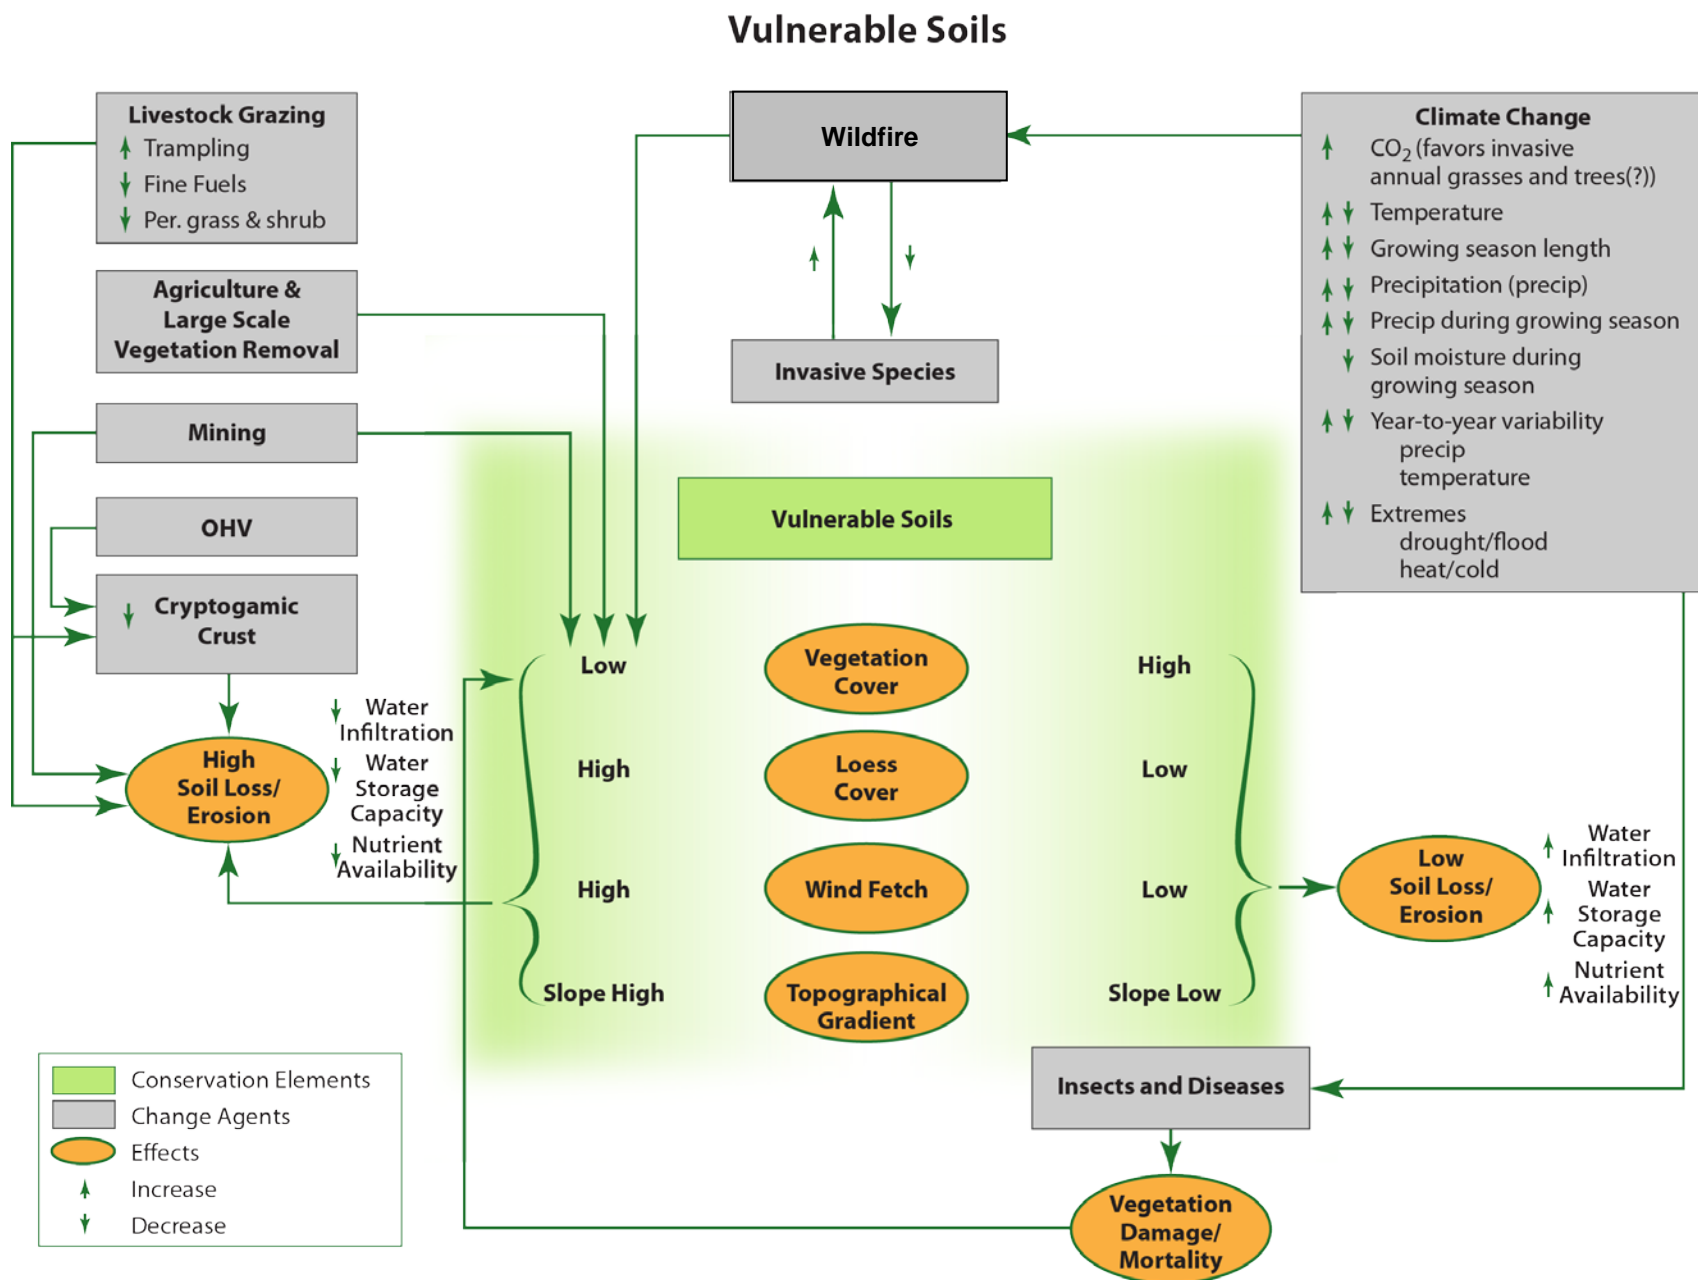 Vulnerable Soils
Livestock Grazing
Trampling
Fine Fuels
Per. grass & shrub
Agriculture &
Large Scale
Vegetation Removal
Mining
OHV
Cryptogamic
Crust
High
Soil Loss/
Erosion
Water
Infiltration
Water
Storage
Capacity
Nutrient
Availability
Wildfire
Invasive Species
Vulnerable Soils
Low
Vegetation
Cover
High
High
Loess
Cover
Low
High
Wind Fetch
Low
Slope High
Topographical
Gradient
Slope Low
Climate Change
CO₂ (favors invasive
annual grasses and trees(?))
Temperature
Growing season length
Precipitation (precip)
Precip during growing season
Soil moisture during
growing season
Year-to-year variability
precip
temperature
Extremes
drought/flood
heat/cold
Low
Soil Loss/
Erosion
Water
Infiltration
Water
Storage
Capacity
Nutrient
Availability
Insects and Diseases
Vegetation
Damage/
Mortality
Conservation Elements
Change Agents
Effects
Increase
Decrease